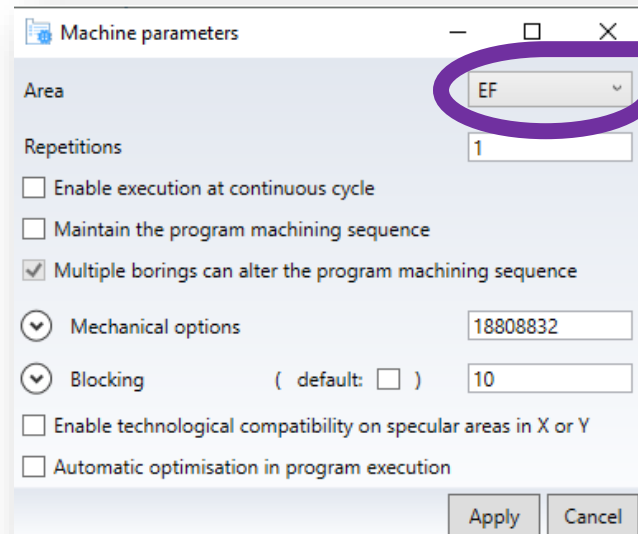 Machine parameters
Area EF
Repetitions 1
Enable execution at continuous cycle
Maintain the program machining sequence
Multiple borings can alter the program machining sequence
Mechanical options 18808832
Blocking ( default: ) 10
Enable technological compatibility on specular areas in X or Y
Automatic optimisation in program execution
Apply Cancel